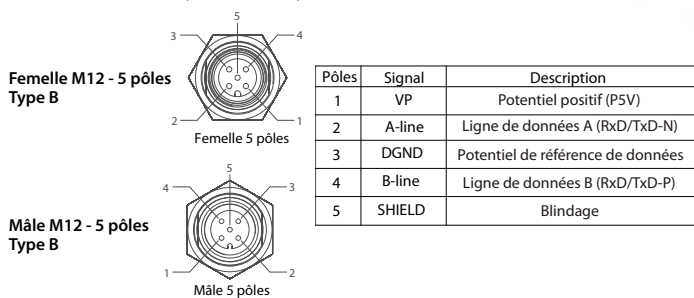 5
3
4
Femelle M12 - 5 pôles
Type B
2
1
Femelle 5 pôles
Pôles Signal Description
1 VP Potentiel positif (P5V)
2 A-line Ligne de données A (RxD/TxD-N)
3 DGND Potentiel de référence de données
4 B-line Ligne de données B (RxD/TxD-P)
5 SHIELD Blindage
5
4
3
Mâle M12 - 5 pôles
Type B
1
2
Mâle 5 pôles